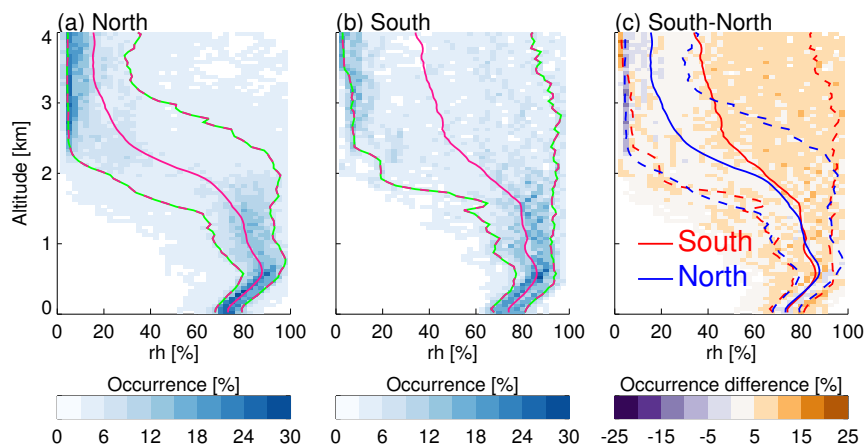 (a) North
(b) South
(c) South-North
4
3
2
1
0
Altitude [km]
South
North
0 20 40 60 80 100
0 20 40 60 80 100
0 20 40 60 80 100
rh [%]
rh [%]
rh [%]
Occurrence [%]
Occurrence [%]
Occurrence difference [%]
0 6 12 18 24 30
0 6 12 18 24 30
-25 -15 -5 5 15 25